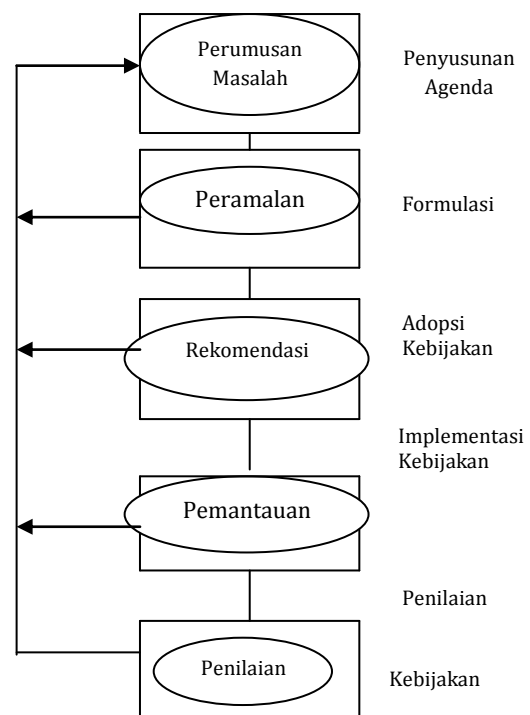 Perumusan
Masalah
Penyusunan
Agenda
Peramalan
Formulasi
Rekomendasi
Adopsi
Kebijakan
Implementasi
Kebijakan
Pemantauan
Penilaian
Penilaian
Kebijakan